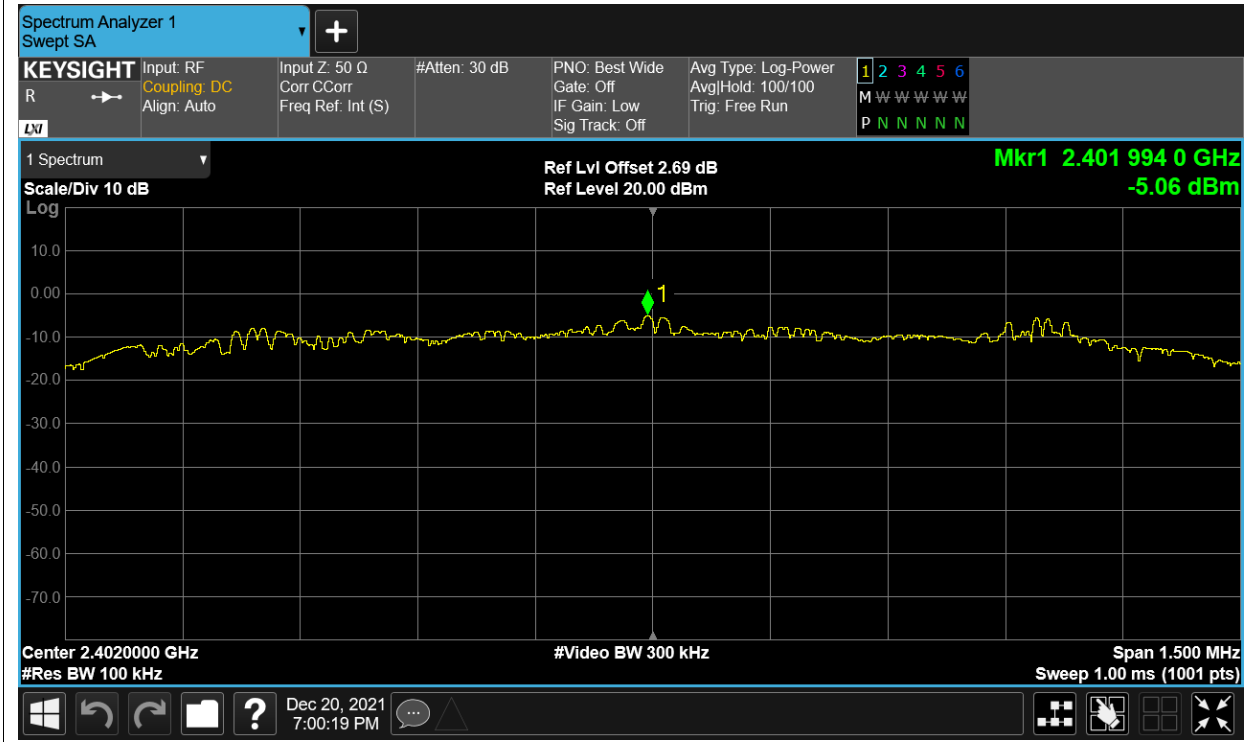 Spectrum Analyzer 1
Swept SA
KEYSIGHT
R
LXI
Input: RF
Coupling: DC
Align: Auto
Input Z: 50 Ω
Corr CCorr
Freq Ref: Int (S)
#Atten: 30 dB
PNO: Best Wide
Gate: Off
IF Gain: Low
Sig Track: Off
Avg Type: Log-Power
Avg|Hold: 100/100
Trig: Free Run
1 2 3 4 5 6
M W W W W W
P N N N N N
1 Spectrum
Scale/Div 10 dB
Log
Ref Lvl Offset 2.69 dB
Ref Level 20.00 dBm
Mkr1 2.401 994 0 GHz
-5.06 dBm
10.0
0.00
-10.0
-20.0
-30.0
-40.0
-50.0
-60.0
-70.0
1
Center 2.4020000 GHz
#Res BW 100 kHz
#Video BW 300 kHz
Span 1.500 MHz
Sweep 1.00 ms (1001 pts)
?
Dec 20, 2021
7:00:19 PM